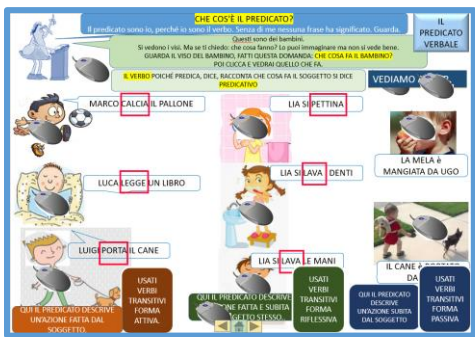 CHE COS'È IL PREDICATO?
Il predicato sono io, perché io sono il verbo. Senza di me nessuna frase ha significato. Guarda.
Questi sono dei bambini.
Si vedono i visi. Ma se ti chiedo: che cosa fanno? Lo puoi immaginare ma non si vede bene.
GUARDA IL VISO DEL BAMBINO, FATTI QUESTA DOMANDA: CHE COSA FA IL BAMBINO?
POI CLICCA E VEDRAI QUELLO CHE FA.
IL VERBO POICHÉ PREDICA, DICE, RACCONTA CHE COSA FA IL SOGGETTO SI DICE
PREDICATIVO
IL
PREDICATO
VERBALE
VEDIAMO
MARCO CALCIA IL PALLONE
LIA SI PETTINA
LA MELA è
MANGIATA DA UGO
LUCA LEGGE UN LIBRO
LIA SI LAVA I DENTI
LUIGI PORTA IL CANE
LIA SI LAVA LE MANI
IL CANE
DA
QUI IL PREDICATO DESCRIVE
UN'AZIONE FATTA DAL
SOGGETTO.
USATI
VERBI
TRANSITIVI
FORMA
ATTIVA.
QUI IL PREDICATO DESCRIVE
FATTA E SUBITA
STESSO.
USATI
VERBI
TRANSITIVI
FORMA
RIFLESSIVA
QUI IL PREDICATO
DESCRIVE
UN'AZIONE SUBITA
DAL SOGGETTO
USATI
VERBI
TRANSITIVI
FORMA
PASSIVA